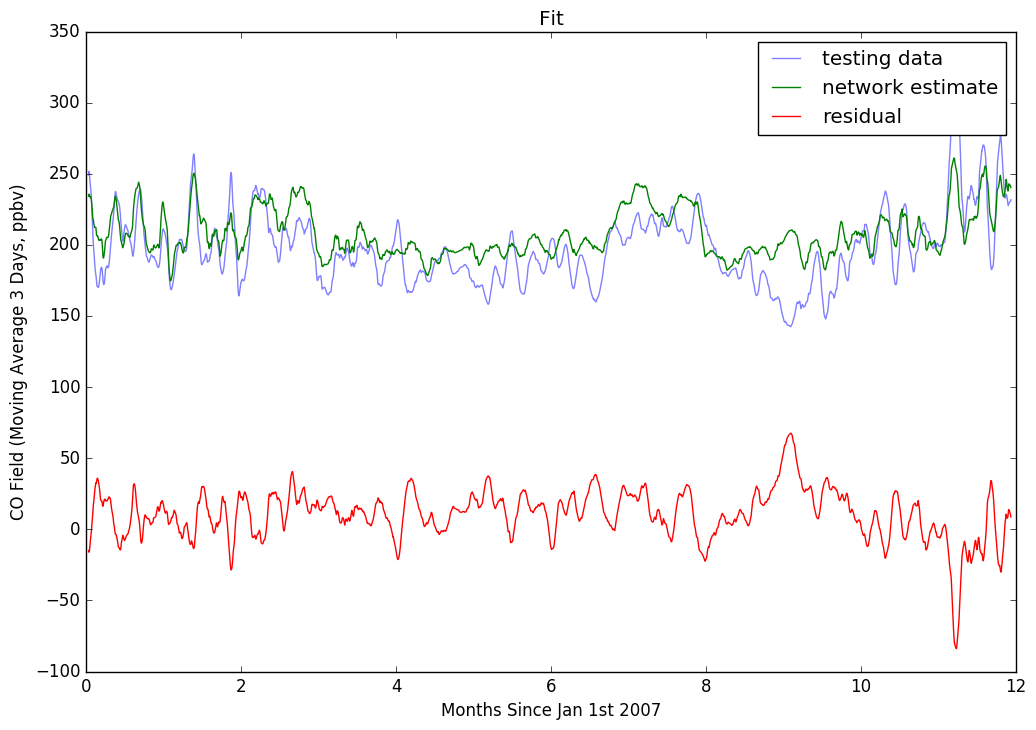 Fit
350
300
250
200
150
100
50
0
−50
−100
CO Field (Moving Average 3 Days, ppbv)
testing data
network estimate
residual
0 2 4 6 8 10 12
Months Since Jan 1st 2007